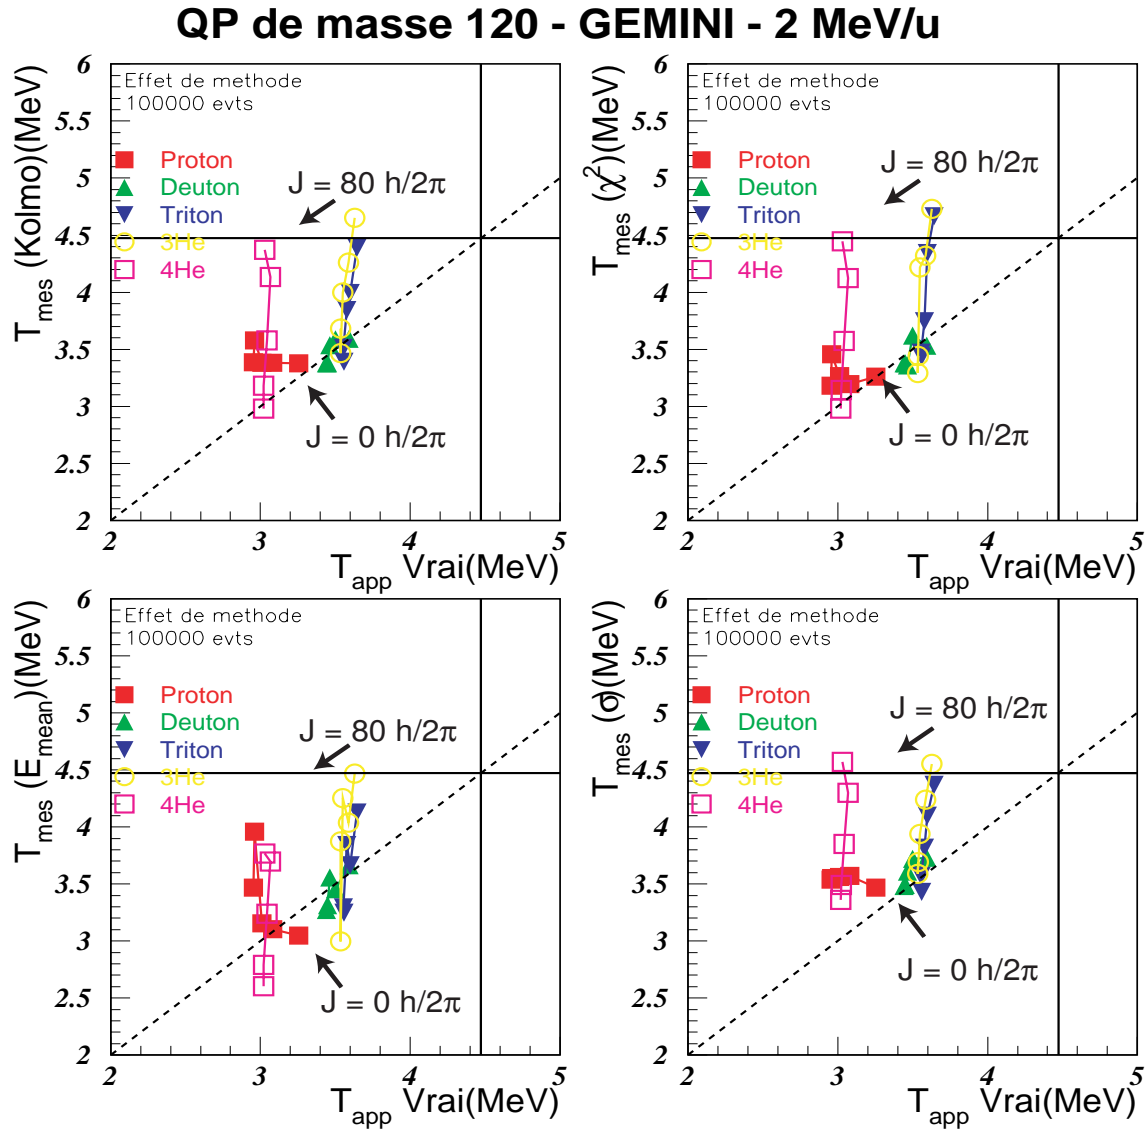 QP de masse 120 - GEMINI - 2 MeV/u
T_mes (Kolmo)(MeV)
6
5.5
5
4.5
4
3.5
3
2.5
2
Effet de methode
100000 evts
Proton
Deuton
Triton
3He
4He
J = 80 h/2π
J = 0 h/2π
2
3
4
5
T_app Vrai(MeV)
T_mes (χ²)(MeV)
6
5.5
5
4.5
4
3.5
3
2.5
2
Effet de methode
100000 evts
Proton
Deuton
Triton
3He
4He
J = 80 h/2π
J = 0 h/2π
2
3
4
5
T_app Vrai(MeV)
T_mes (E_mean)(MeV)
6
5.5
5
4.5
4
3.5
3
2.5
2
Effet de methode
100000 evts
Proton
Deuton
Triton
3He
4He
J = 80 h/2π
J = 0 h/2π
2
3
4
5
T_app Vrai(MeV)
T_mes (σ)(MeV)
6
5.5
5
4.5
4
3.5
3
2.5
2
Effet de methode
100000 evts
Proton
Deuton
Triton
3He
4He
J = 80 h/2π
J = 0 h/2π
2
3
4
5
T_app Vrai(MeV)